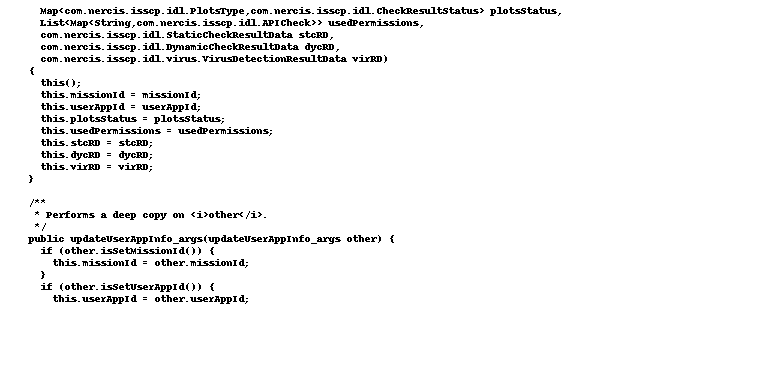 Map<com.nercis.isscp.idl.PlotsType,com.nercis.isscp.idl.CheckResultStatus> plotsStatus,
List<Map<String,com.nercis.isscp.idl.APICheck>> usedPermissions,
com.nercis.isscp.idl.StaticCheckResultData stcRD,
com.nercis.isscp.idl.DynamicCheckResultData dycRD,
com.nercis.isscp.idl.virus.VirusDetectionResultData virRD)
{
this();
this.missionId = missionId;
this.userAppId = userAppId;
this.plotsStatus = plotsStatus;
this.usedPermissions = usedPermissions;
this.stcRD = stcRD;
this.dycRD = dycRD;
this.virRD = virRD;
}
/**
* Performs a deep copy on <i>other</i>.
*/
public updateUserAppInfo_args(updateUserAppInfo_args other) {
if (other.isSetMissionId()) {
this.missionId = other.missionId;
}
if (other.isSetUserAppId()) {
this.userAppId = other.userAppId;